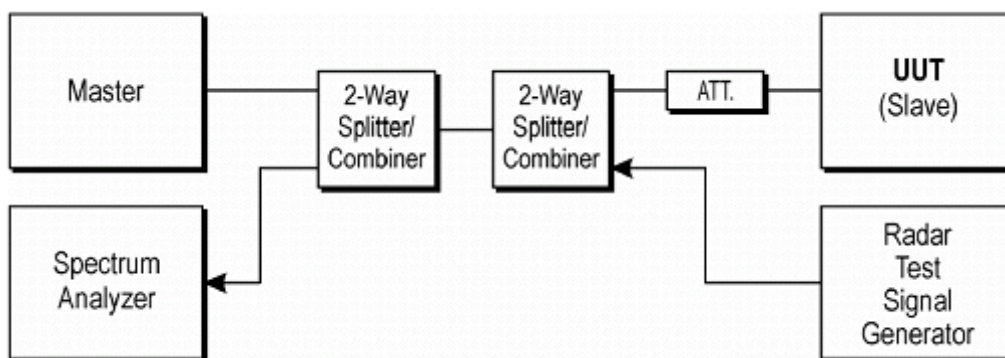 Master
2-Way
Splitter/
Combiner
2-Way
Splitter/
Combiner
ATT.
UUT
(Slave)
Spectrum
Analyzer
Radar
Test
Signal
Generator